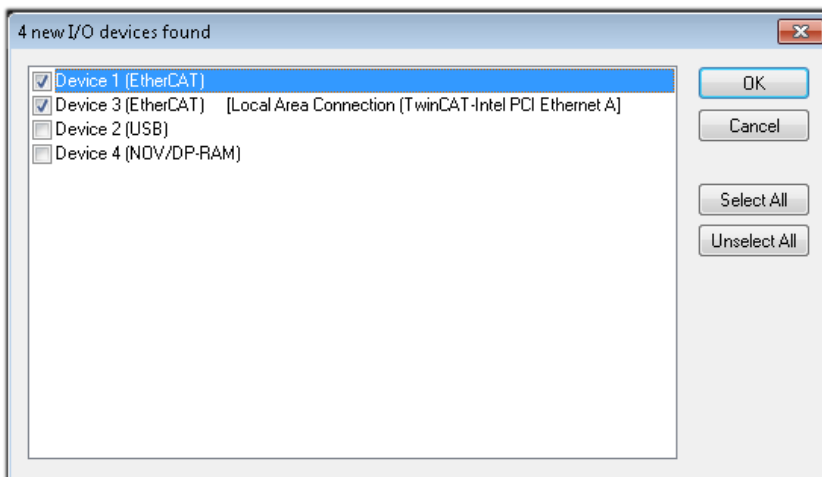 4 new I/O devices found
Device 1 (EtherCAT)
Device 3 (EtherCAT) [Local Area Connection (TwinCAT-Intel PCI Ethernet A]
Device 2 (USB)
Device 4 (NOV/DP-RAM)
OK
Cancel
Select All
Unselect All